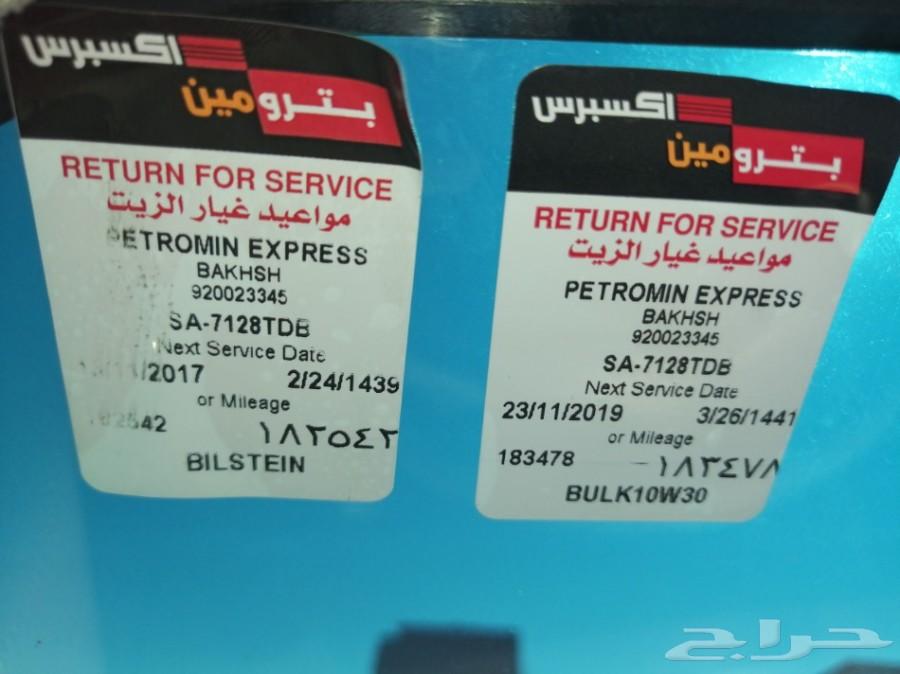 اكسبرس
بترومين
RETURN FOR SERVICE
مواعيد غيار الزيت
PETROMIN EXPRESS
BAKHSH
920023345
SA-7128TDB
Next Service Date
/2017 2/24/1439
or Mileage
١٨٢٥٤٢
BILSTEIN
اكسبرس
بترومين
RETURN FOR SERVICE
مواعيد غيار الزيت
PETROMIN EXPRESS
BAKHSH
920023345
SA-7128TDB
Next Service Date
23/11/2019 3/26/1441
or Mileage
183478 ١٨٣٤٧٨
BULK10W30
حراج